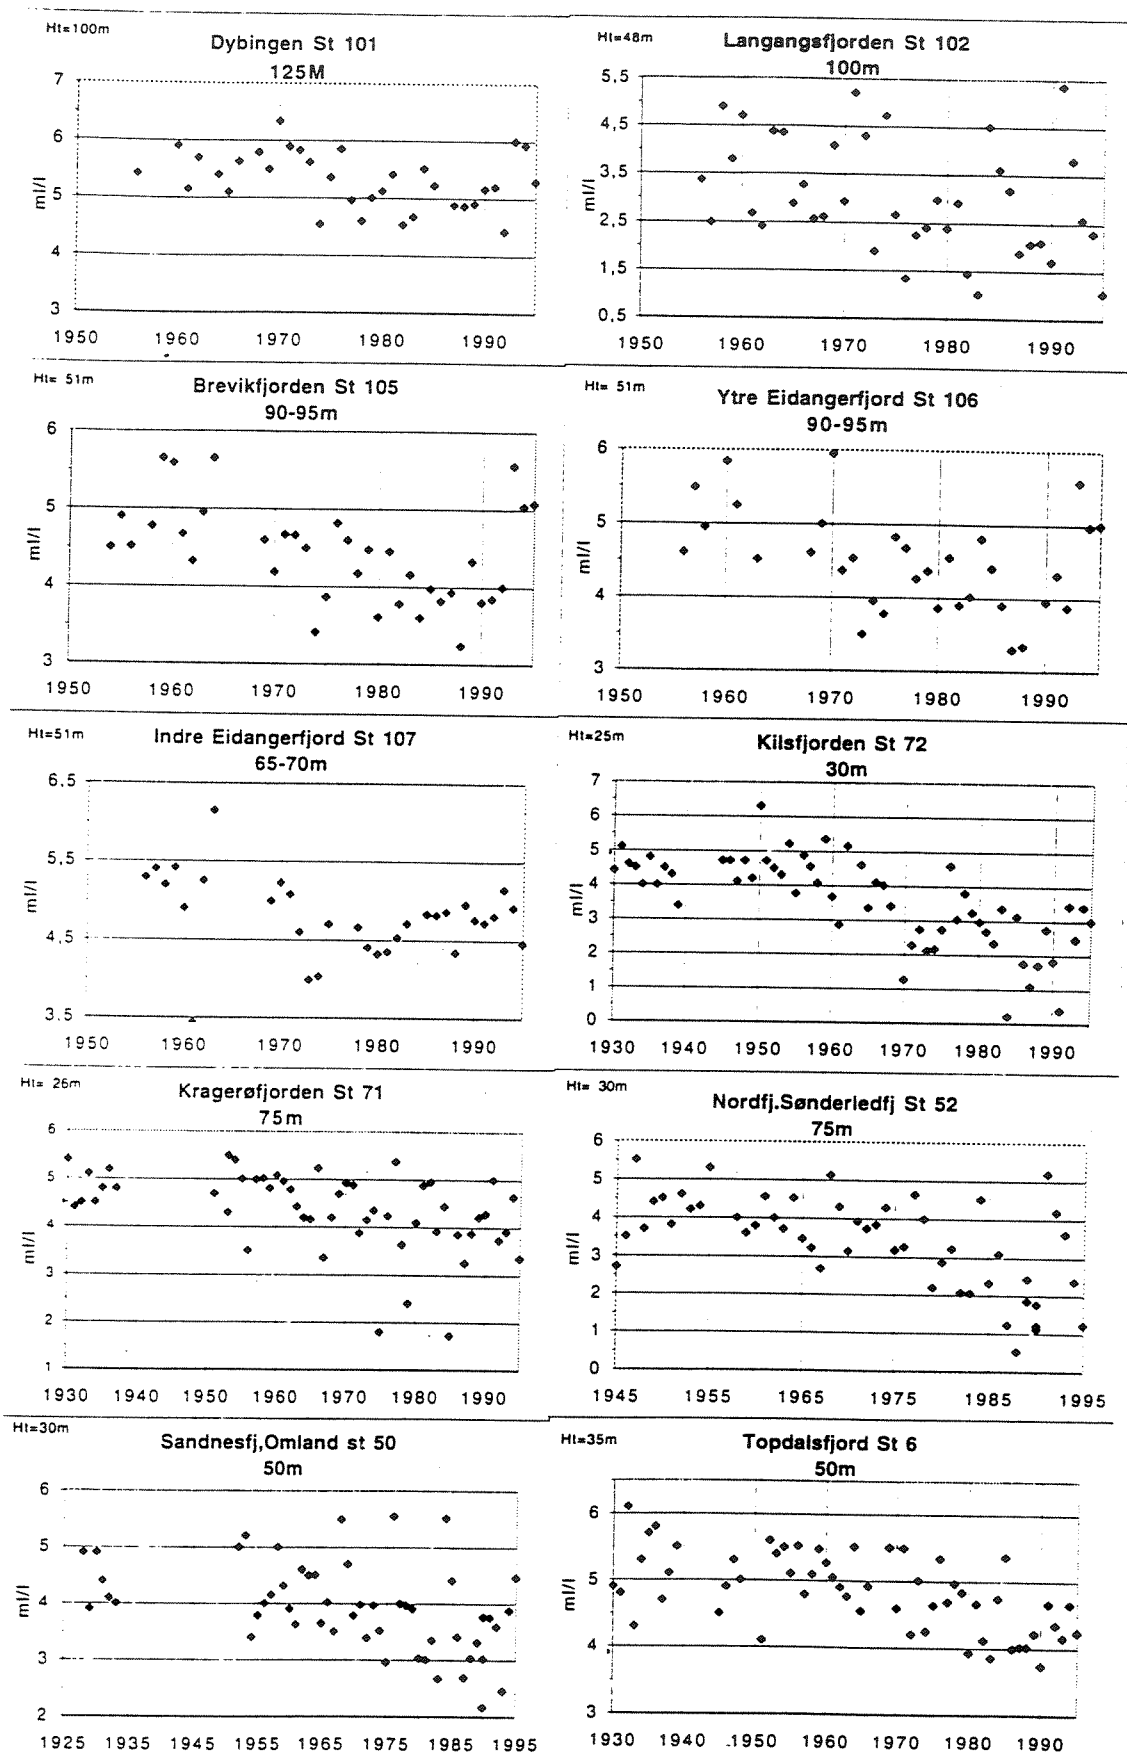 Ht=100m
Dybingen St 101
125M
7
6
5
4
3
ml/l
1950 1960 1970 1980 1990
Ht=48m
Langangsfjorden St 102
100m
5,5
4,5
3,5
2,5
1,5
0,5
ml/l
1950 1960 1970 1980 1990
Ht= 51m
Brevikfjorden St 105
90-95m
6
5
4
3
ml/l
1950 1960 1970 1980 1990
Ht= 51m
Ytre Eidangerfjord St 106
90-95m
6
5
4
3
ml/l
1950 1960 1970 1980 1990
Ht=51m
Indre Eidangerfjord St 107
65-70m
6.5
5.5
4.5
3.5
ml/l
1950 1960 1970 1980 1990
Ht=25m
Kilsfjorden St 72
30m
7
6
5
4
3
2
1
0
ml/l
1930 1940 1950 1960 1970 1980 1990
Ht= 26m
Kragerøfjorden St 71
75m
6
5
4
3
2
1
ml/l
1930 1940 1950 1960 1970 1980 1990
Ht= 30m
Nordfj.Sønderledfj St 52
75m
6
5
4
3
2
1
0
ml/l
1945 1955 1965 1975 1985 1995
Ht=30m
Sandnesfj,Omland st 50
50m
6
5
4
3
2
ml/l
1925 1935 1945 1955 1965 1975 1985 1995
Ht=35m
Topdalsfjord St 6
50m
6
5
4
3
ml/l
1930 1940 1950 1960 1970 1980 1990